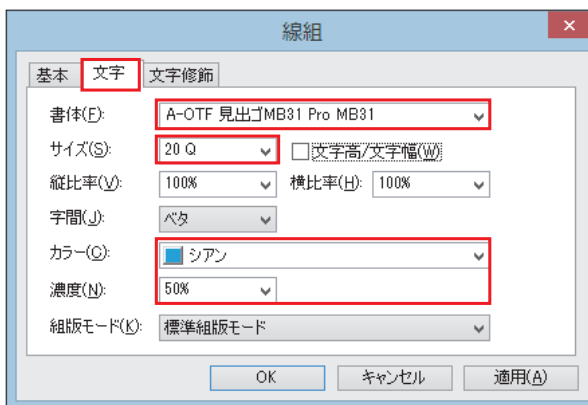 線組
基本 文字 文字修飾
書体(F): A-OTF 見出ゴMB31 Pro MB31
サイズ(S): 20 Q 文字高/文字幅(W)
縦比率(V): 100% 横比率(H): 100%
字間(J): ベタ
カラー(C): シアン
濃度(N): 50%
組版モード(K): 標準組版モード
OK キャンセル 適用(A)